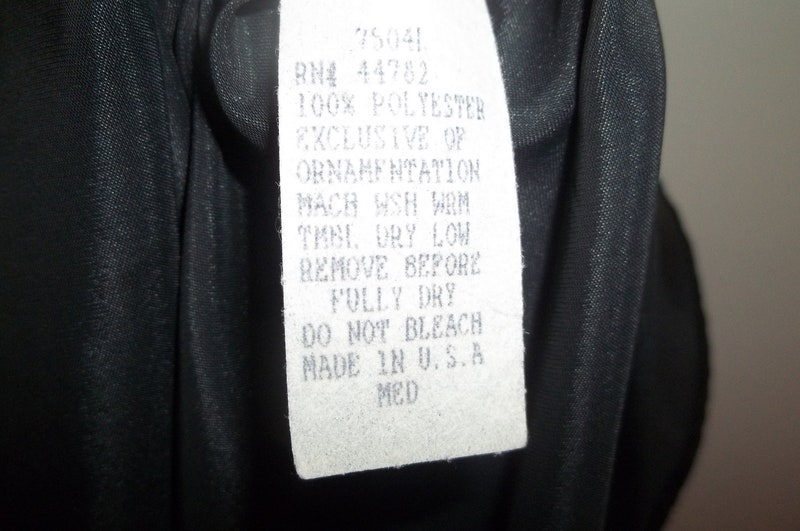 75041
RN# 44782
100% POLYESTER
EXCLUSIVE OF
ORNAMENTATION
MACH WSH WRM
TMBL DRY LOW
REMOVE BEFORE
FULLY DRY
DO NOT BLEACH
MADE IN U.S.A
MED